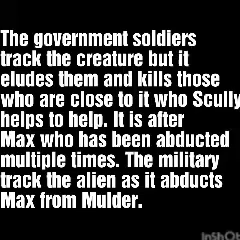 The government soldiers
track the creature but it
eludes them and kills those
who are close to it who Scully
helps to help. It is after
Max who has been abducted
multiple times. The military
track the alien as it abducts
Max from Mulder.